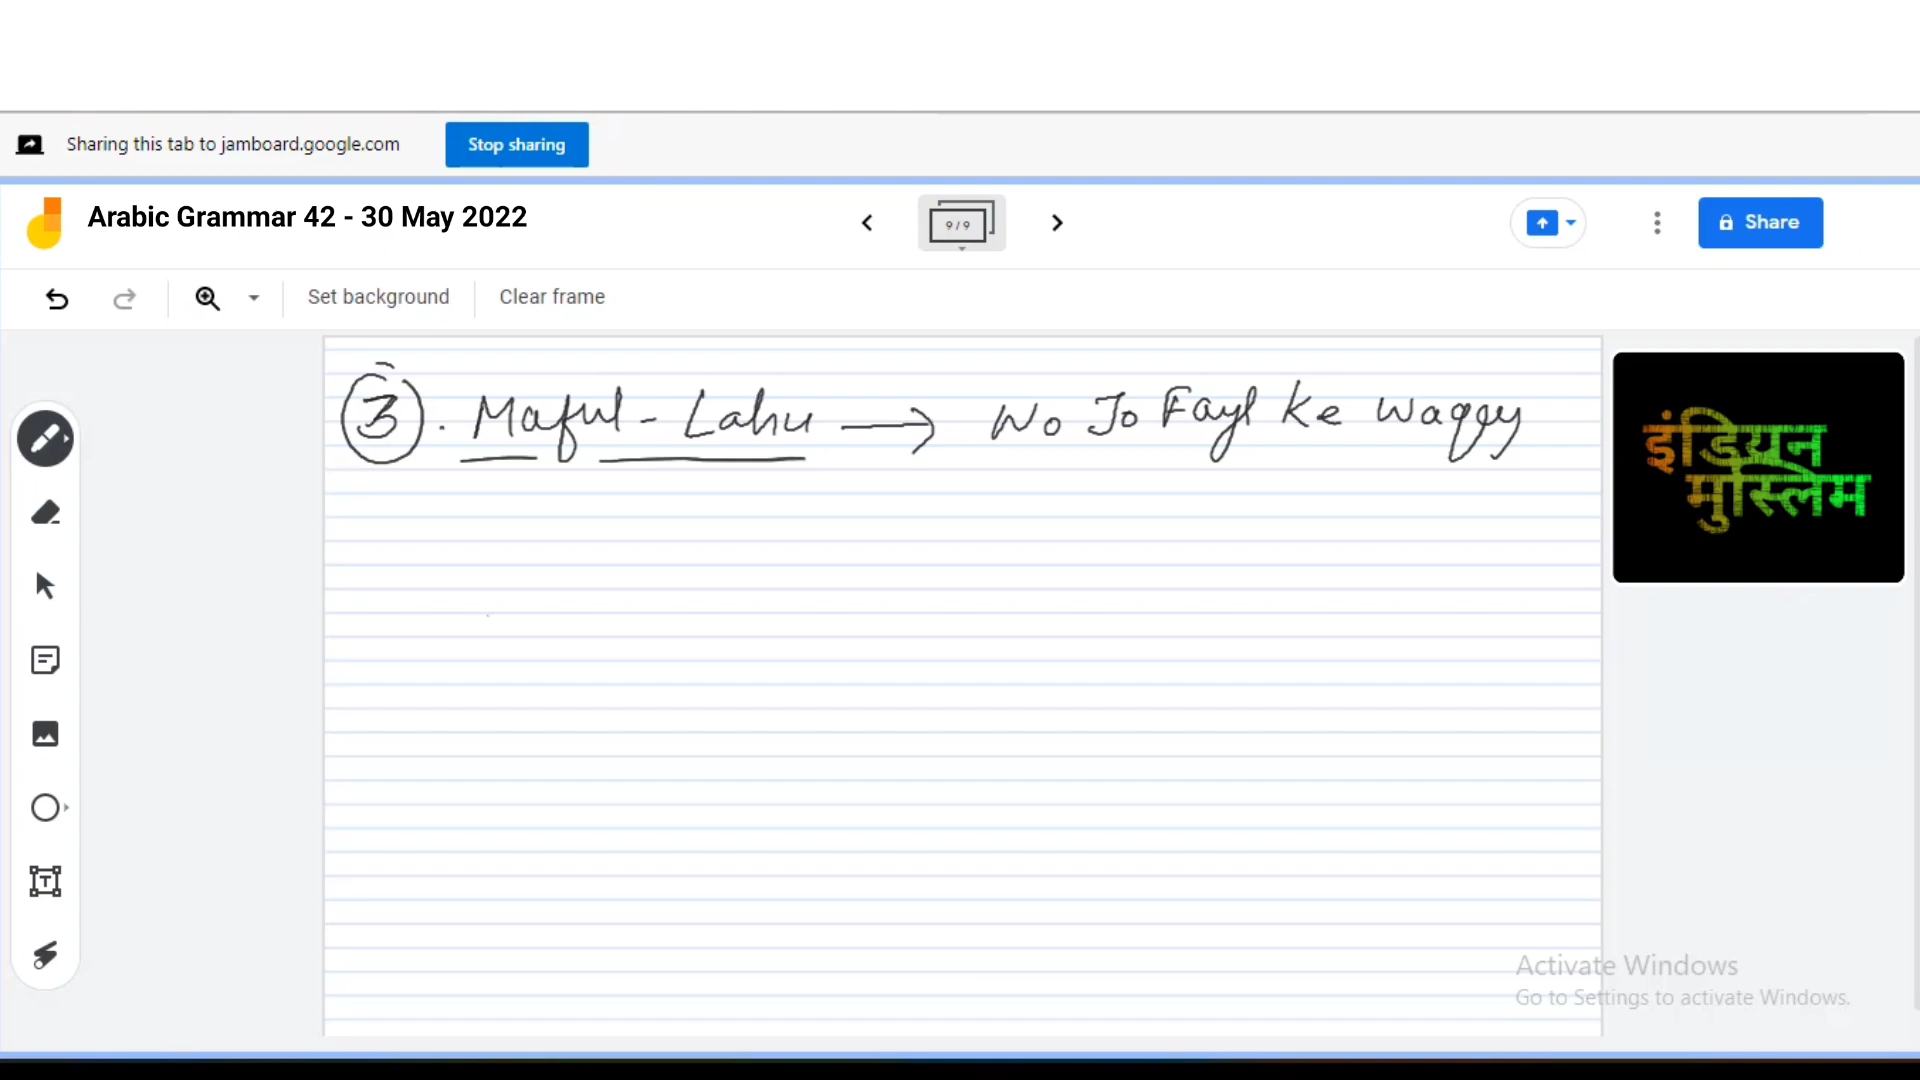 Sharing this tab to jamboard.google.com Stop sharing
Arabic Grammar 42 - 30 May 2022
9/9
Share
Set background Clear frame
3. Maful - Lahu → Wo Jo Fayl Ke waqey
इंडियन
मुस्लिम
Activate Windows
Go to Settings to activate Windows.